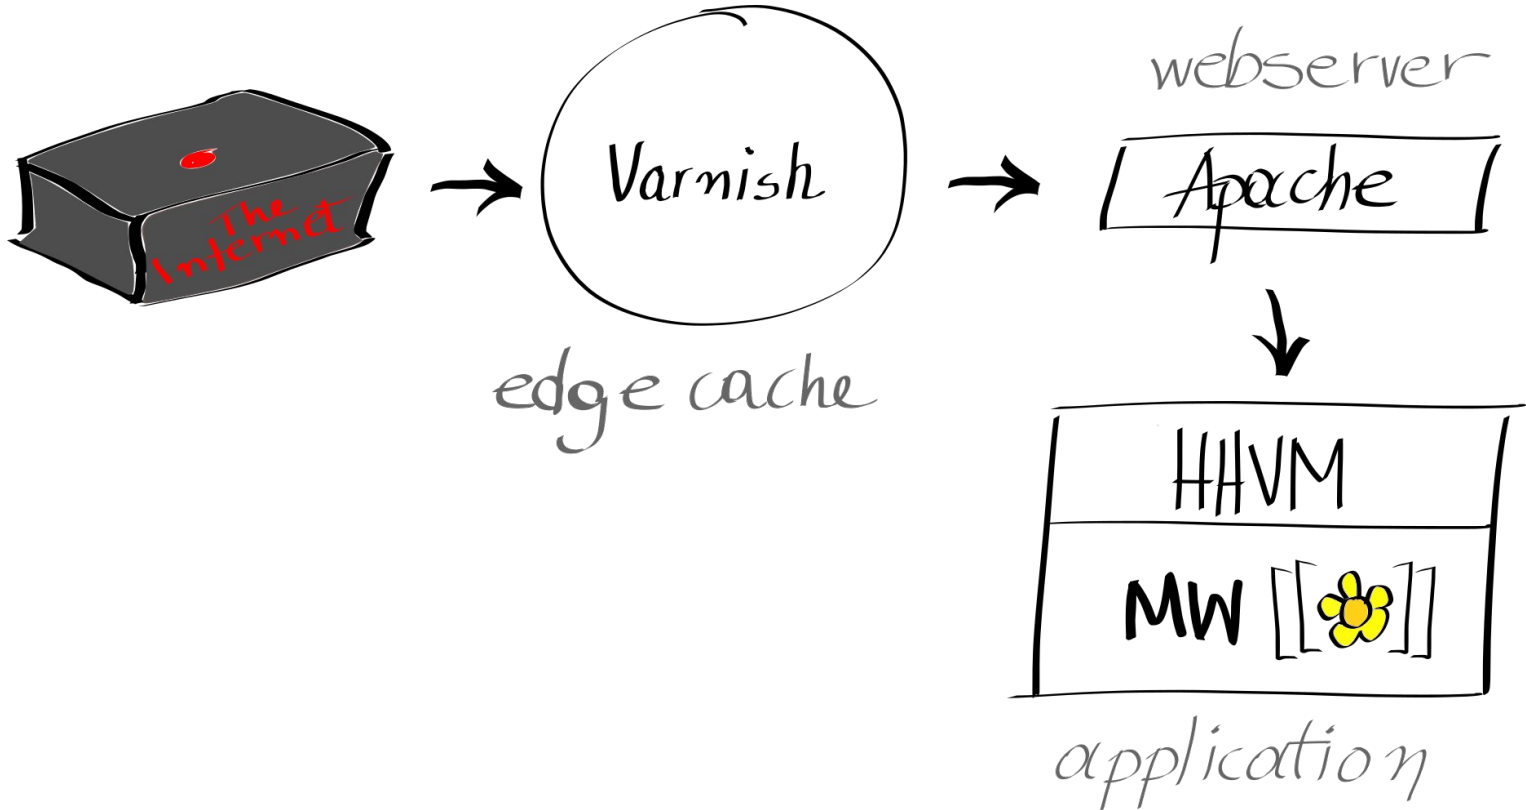 The
Internet
Varnish
edge cache
webserver
Apache
HHVM
MW [[ ]]
application